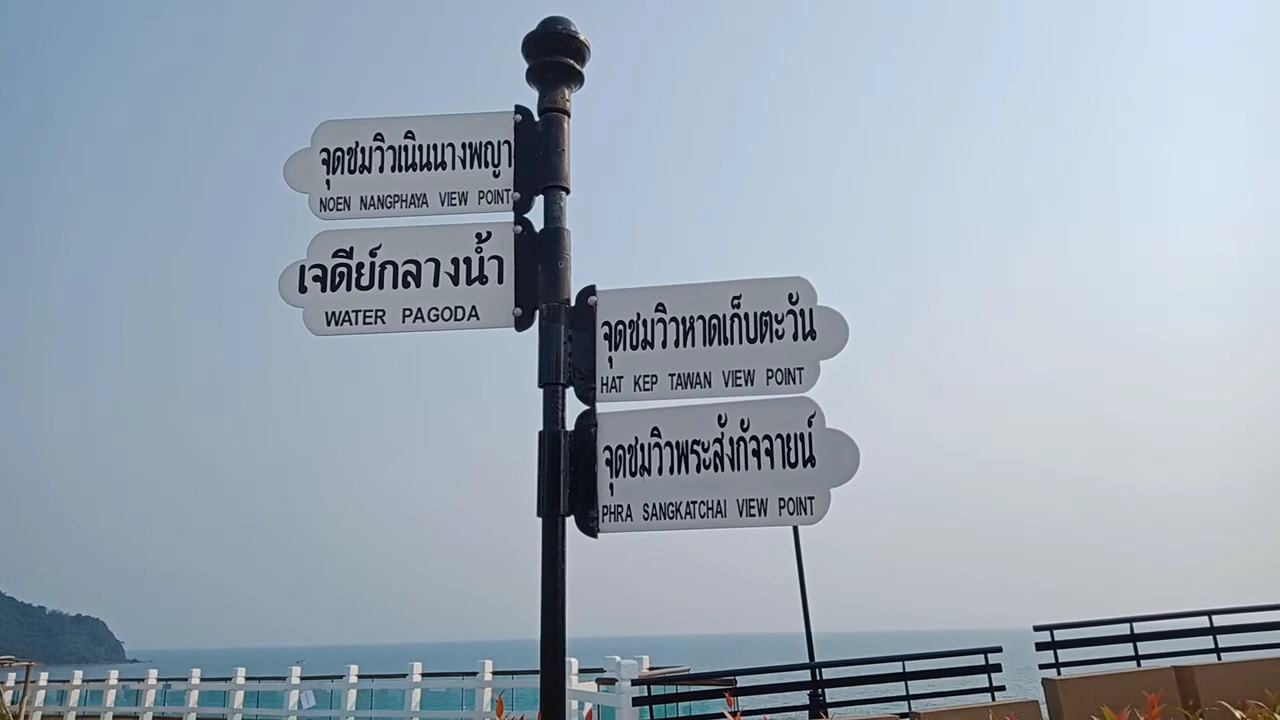 จุดชมวิวเนินนางพญา
NOEN NANGPHAYA VIEW POINT
เจดีย์กลางน้ำ
WATER PAGODA
จุดชมวิวหาดเก็บตะวัน
HAT KEP TAWAN VIEW POINT
จุดชมวิวพระสังกัจจายน์
PHRA SANGKATCHAI VIEW POINT